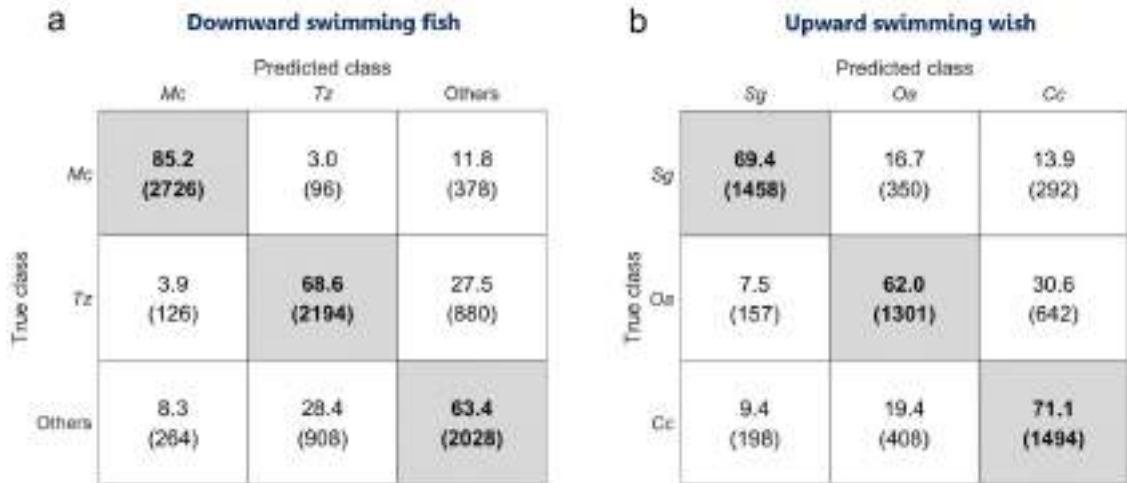 a Downward swimming fish
Predicted class
Mc Tz Others
True class
Mc 85.2 3.0 11.8
(2726) (96) (378)
Tz 3.9 68.6 27.5
(126) (2194) (880)
Others 8.3 28.4 63.4
(264) (908) (2028)
b Upward swimming wish
Predicted class
Sg Oa Cc
True class
Sg 69.4 16.7 13.9
(1458) (350) (292)
Oa 7.5 62.0 30.6
(157) (1301) (642)
Cc 9.4 19.4 71.1
(198) (408) (1494)